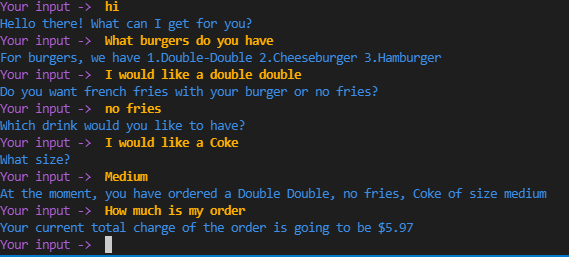 Your input -> hi
Hello there! What can I get for you?
Your input -> What burgers do you have
For burgers, we have 1.Double-Double 2.Cheeseburger 3.Hamburger
Your input -> I would like a double double
Do you want french fries with your burger or no fries?
Your input -> no fries
Which drink would you like to have?
Your input -> I would like a Coke
What size?
Your input -> Medium
At the moment, you have ordered a Double Double, no fries, Coke of size medium
Your input -> How much is my order
Your current total charge of the order is going to be $5.97
Your input ->